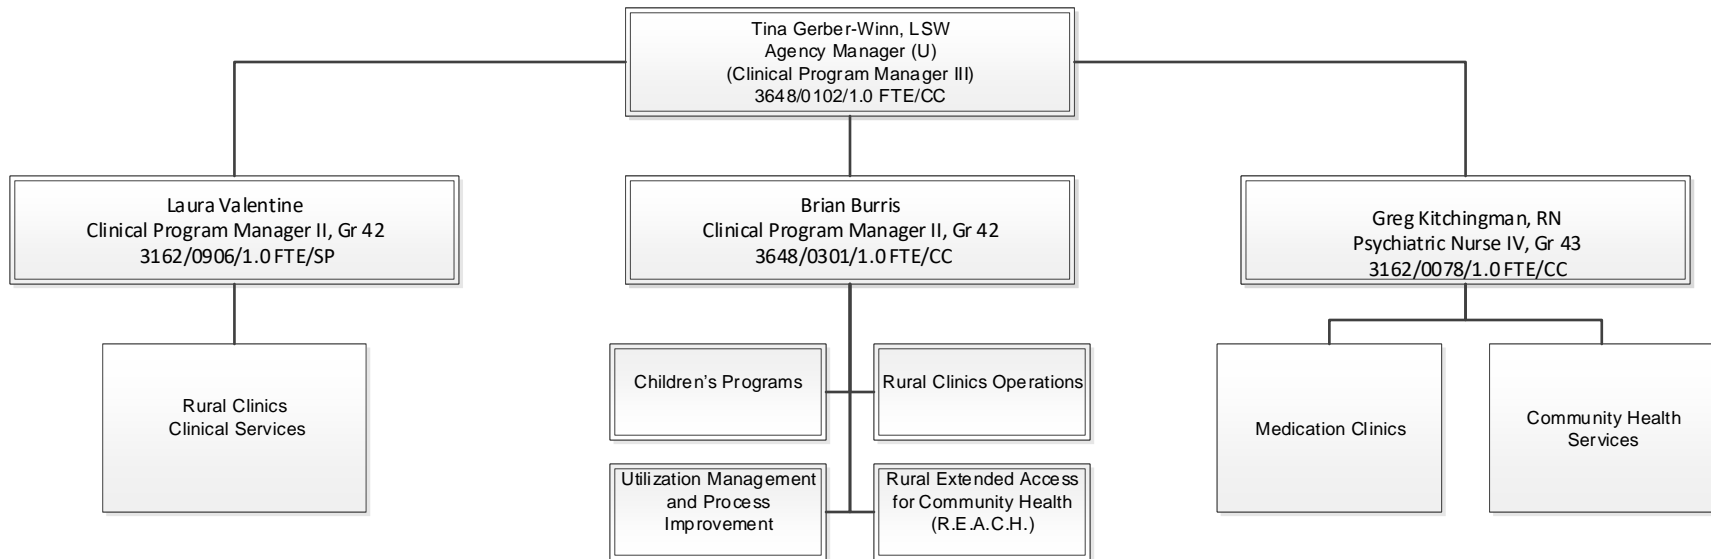 Tina Gerber-Winn, LSW
Agency Manager (U)
(Clinical Program Manager III)
3648/0102/1.0 FTE/CC
Laura Valentine
Clinical Program Manager II, Gr 42
3162/0906/1.0 FTE/SP
Brian Burris
Clinical Program Manager II, Gr 42
3648/0301/1.0 FTE/CC
Greg Kitchingman, RN
Psychiatric Nurse IV, Gr 43
3162/0078/1.0 FTE/CC
Rural Clinics
Clinical Services
Children's Programs
Rural Clinics Operations
Utilization Management
and Process
Improvement
Rural Extended Access
for Community Health
(R.E.A.C.H.)
Medication Clinics
Community Health
Services